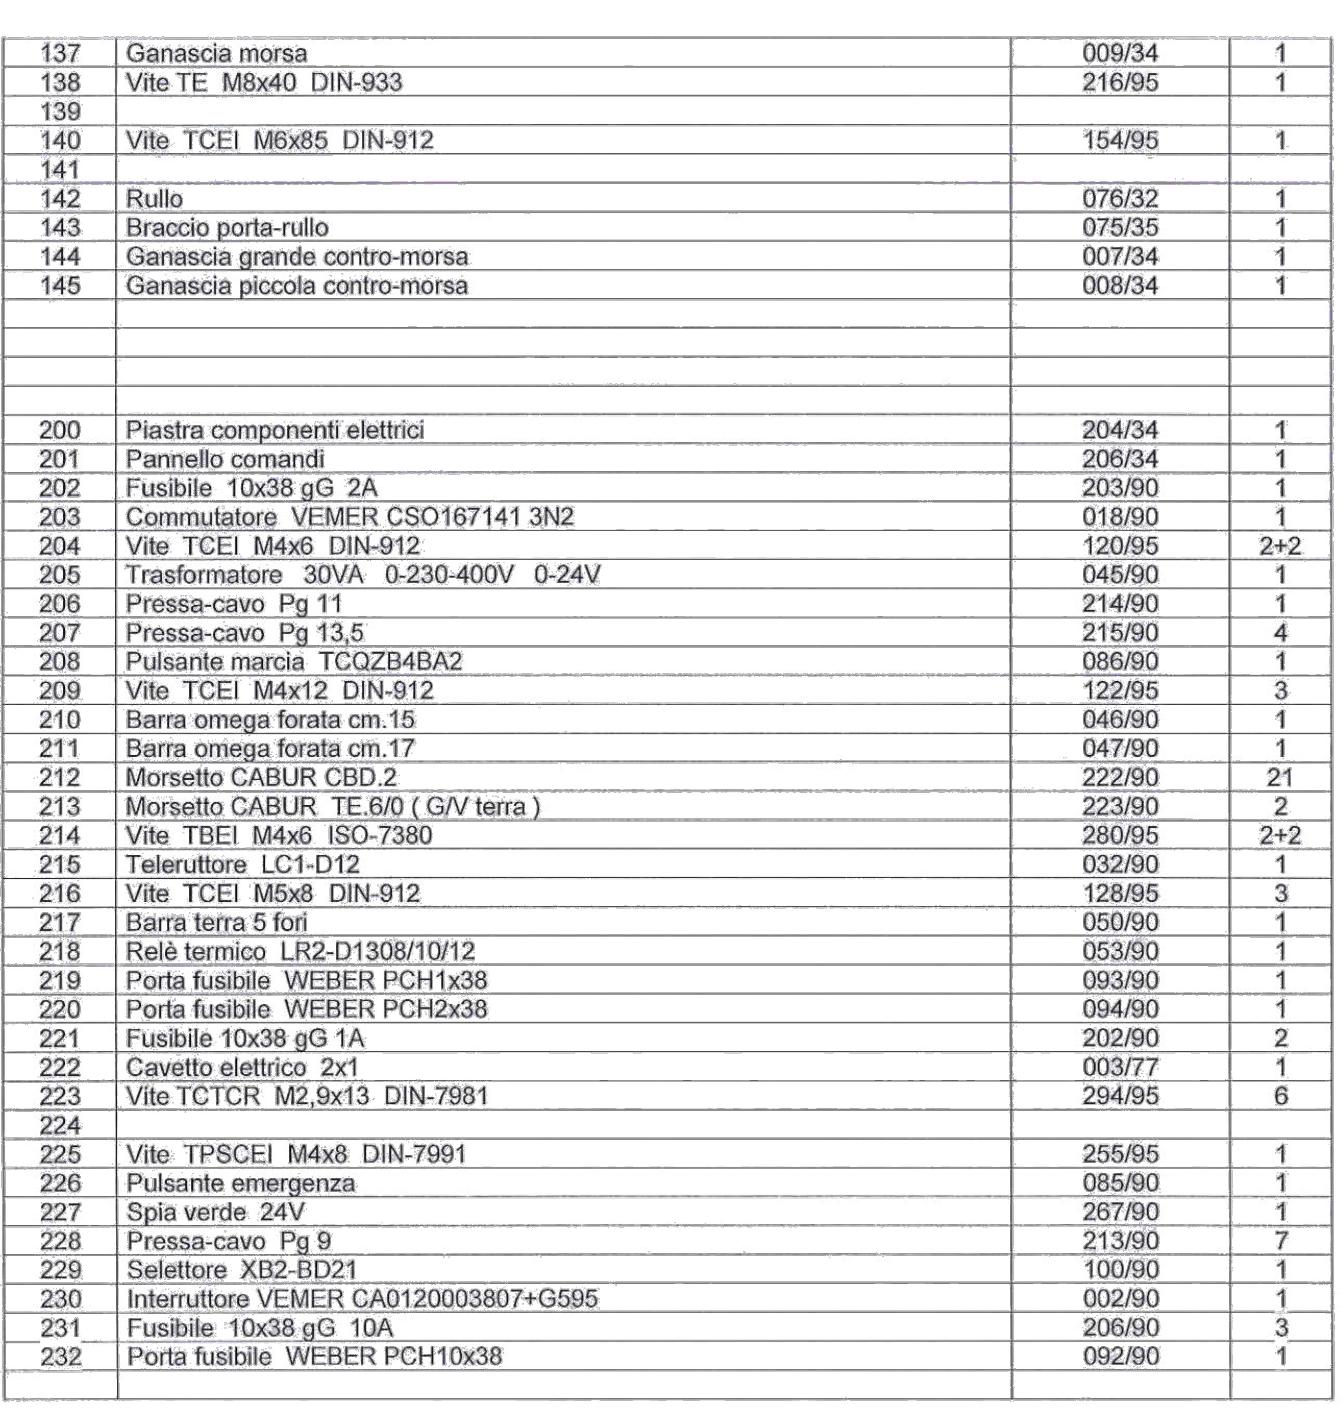 137 Ganascia morsa 009/34 1
138 Vite TE M8x40 DIN-933 216/95 1
139
140 Vite TCEI M6x85 DIN-912 154/95 1
141
142 Rullo 076/32 1
143 Braccio porta-rullo 075/35 1
144 Ganascia grande contro-morsa 007/34 1
145 Ganascia piccola contro-morsa 008/34 1
200 Piastra componenti elettrici 204/34 1
201 Pannello comandi 206/34 1
202 Fusibile 10x38 gG 2A 203/90 1
203 Commutatore VEMER CSO167141 3N2 018/90 1
204 Vite TCEI M4x6 DIN-912 120/95 2+2
205 Trasformatore 30VA 0-230-400V 0-24V 045/90 1
206 Pressa-cavo Pg 11 214/90 1
207 Pressa-cavo Pg 13,5 215/90 4
208 Pulsante marcia TCQZB4BA2 086/90 1
209 Vite TCEI M4x12 DIN-912 122/95 3
210 Barra omega forata cm.15 046/90 1
211 Barra omega forata cm.17 047/90 1
212 Morsetto CABUR CBD.2 222/90 21
213 Morsetto CABUR TE.6/0 ( G/V terra ) 223/90 2
214 Vite TBEI M4x6 ISO-7380 280/95 2+2
215 Teleruttore LC1-D12 032/90 1
216 Vite TCEI M5x8 DIN-912 128/95 3
217 Barra terra 5 fori 050/90 1
218 Relè termico LR2-D1308/10/12 053/90 1
219 Porta fusibile WEBER PCH1x38 093/90 1
220 Porta fusibile WEBER PCH2x38 094/90 1
221 Fusibile 10x38 gG 1A 202/90 2
222 Cavetto elettrico 2x1 003/77 1
223 Vite TCTCR M2,9x13 DIN-7981 294/95 6
224
225 Vite TPSCEI M4x8 DIN-7991 255/95 1
226 Pulsante emergenza 085/90 1
227 Spia verde 24V 267/90 1
228 Pressa-cavo Pg 9 213/90 7
229 Selettore XB2-BD21 100/90 1
230 Interruttore VEMER CA0120003807+G595 002/90 1
231 Fusibile 10x38 gG 10A 206/90 3
232 Porta fusibile WEBER PCH10x38 092/90 1